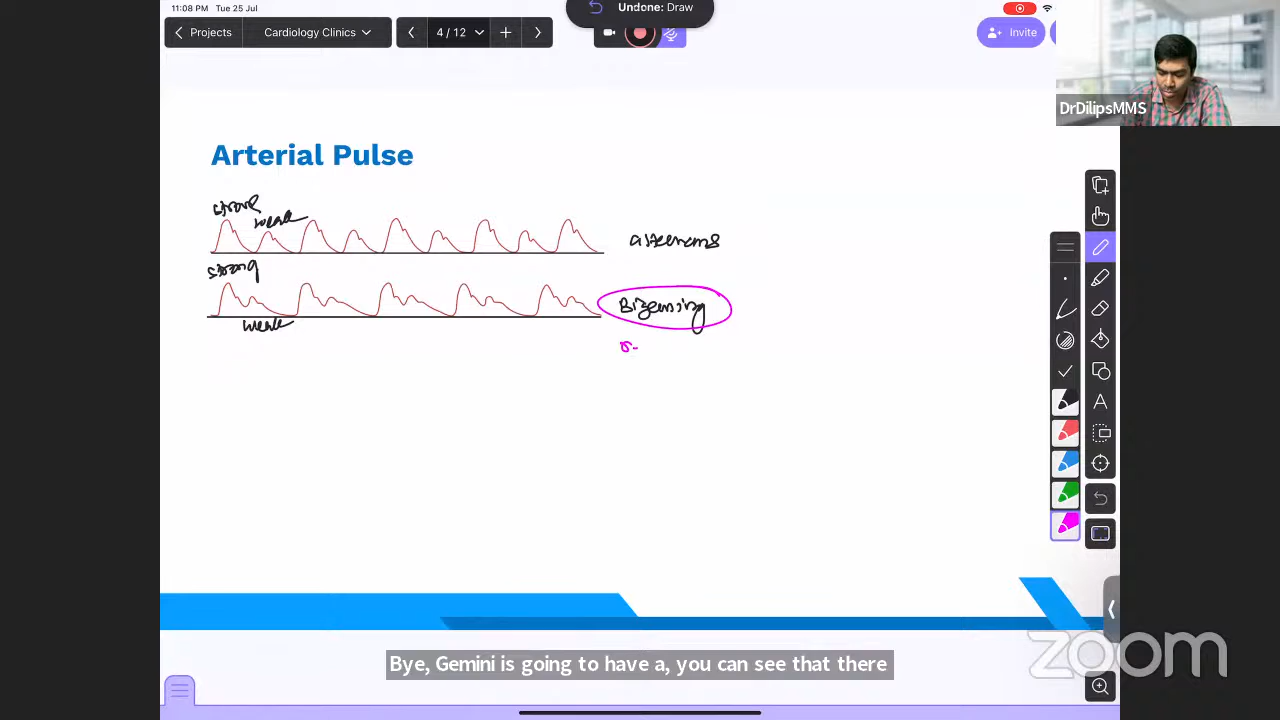 11:08 PM Tue 25 Jul
Undone: Draw
Projects
Cardiology Clinics
4 / 12
Invite
DrDilipsMMS
Arterial Pulse
strong
weak
strong
Bigeminy
weak
Bye, Gemini is going to have a, you can see that there
zoom